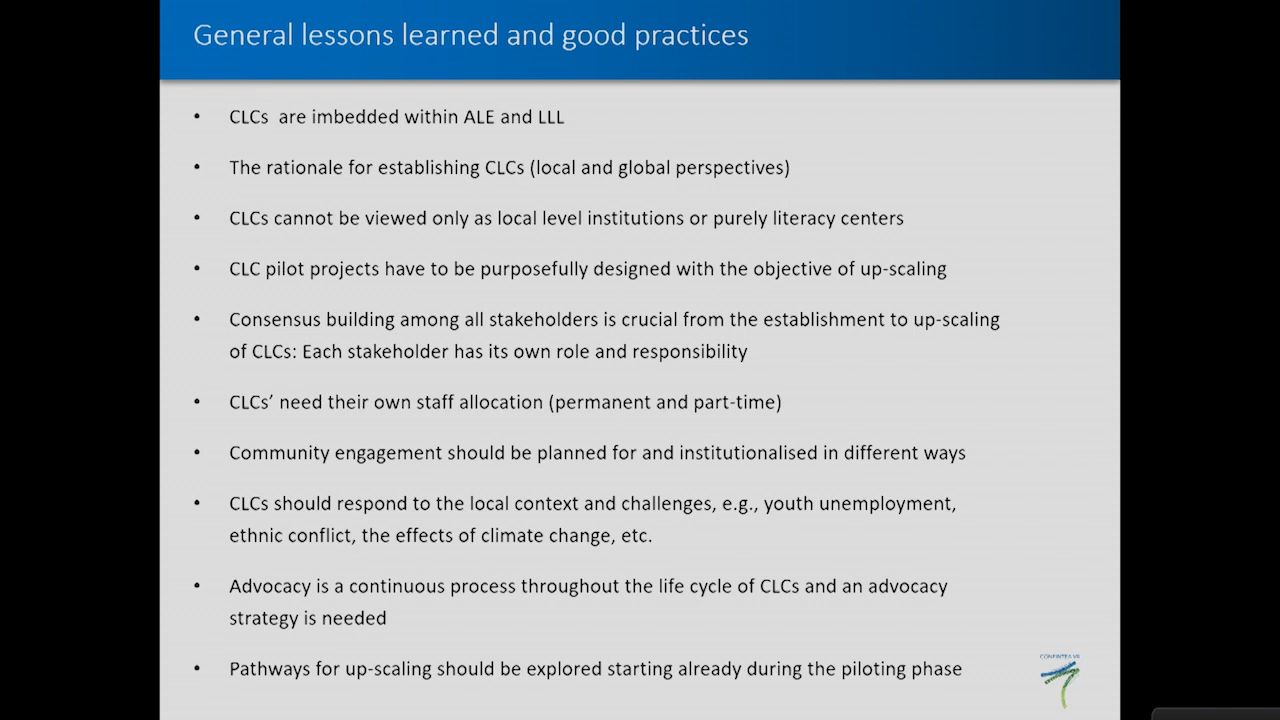 General lessons learned and good practices
• CLCs are imbedded within ALE and LLL
• The rationale for establishing CLCs (local and global perspectives)
• CLCs cannot be viewed only as local level institutions or purely literacy centers
• CLC pilot projects have to be purposefully designed with the objective of up-scaling
• Consensus building among all stakeholders is crucial from the establishment to up-scaling
of CLCs: Each stakeholder has its own role and responsibility
• CLCs’ need their own staff allocation (permanent and part-time)
• Community engagement should be planned for and institutionalised in different ways
• CLCs should respond to the local context and challenges, e.g., youth unemployment,
ethnic conflict, the effects of climate change, etc.
• Advocacy is a continuous process throughout the life cycle of CLCs and an advocacy
strategy is needed
• Pathways for up-scaling should be explored starting already during the piloting phase
CONFINTEA VII